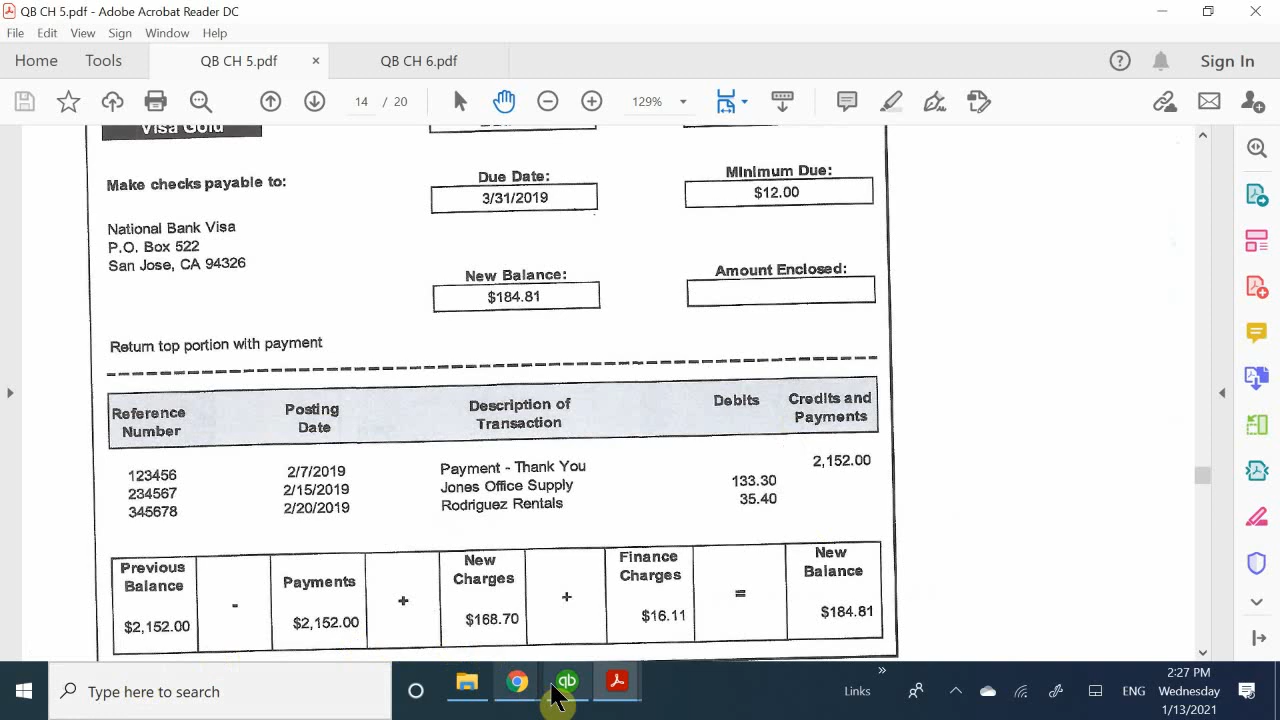 QB CH 5.pdf - Adobe Acrobat Reader DC
File Edit View Sign Window Help
Home Tools QB CH 5.pdf × QB CH 6.pdf Sign In
14 / 20 129%
Visa Gold
Make checks payable to:
Due Date:
3/31/2019
Minimum Due:
$12.00
National Bank Visa
P.O. Box 522
San Jose, CA 94326
New Balance:
$184.81
Amount Enclosed:
Return top portion with payment
Reference Number Posting Date Description of Transaction Debits Credits and Payments
123456 2/7/2019 Payment - Thank You 2,152.00
234567 2/15/2019 Jones Office Supply 133.30
345678 2/20/2019 Rodriguez Rentals 35.40
Previous Balance - Payments + New Charges + Finance Charges = New Balance
$2,152.00 $2,152.00 $168.70 $16.11 $184.81
Type here to search
qb
Links
ENG
2:27 PM
Wednesday
1/13/2021